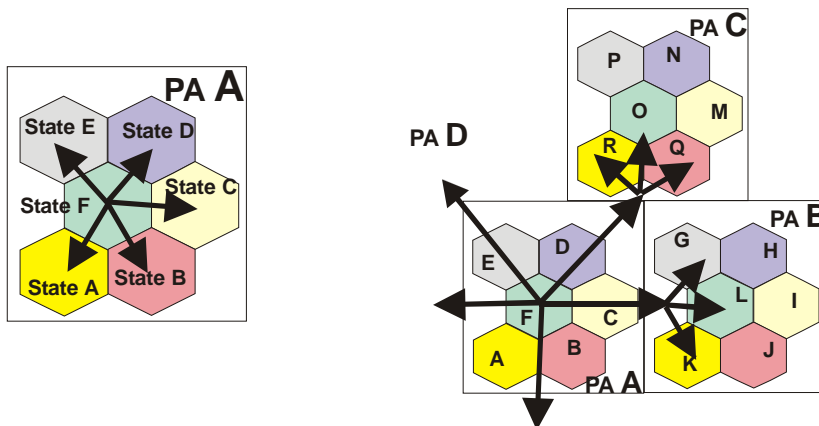 PA A
State E
State D
State C
State F
State A
State B
PA C
P
N
O
M
R
Q
PA D
PA B
G
H
E
D
L
I
F
C
A
B
K
J
PA A